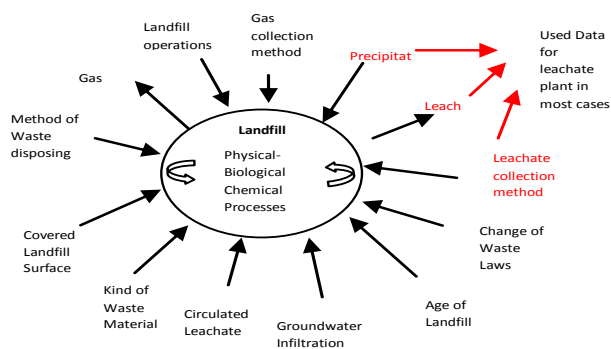 Landfill
operations
Gas
collection
method
Precipitat
Used Data
for
leachate
plant in
most cases
Gas
Leach
Method of
Waste
disposing
Landfill
Physical-
Biological
Chemical
Processes
Leachate
collection
method
Covered
Landfill
Surface
Change of
Waste
Laws
Kind of
Waste
Material
Circulated
Leachate
Groundwater
Infiltration
Age of
Landfill